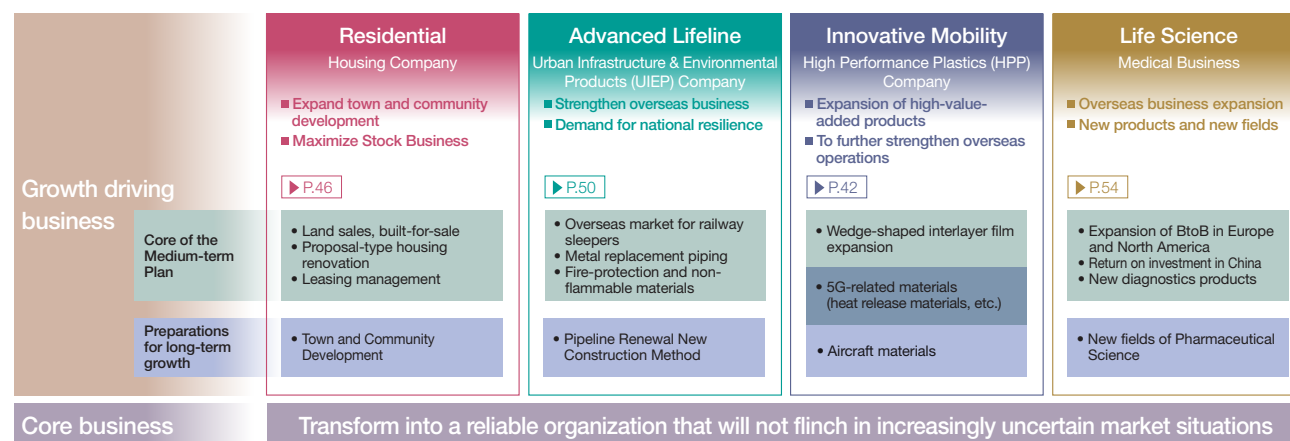 Growth driving
business
Residential
Housing Company
■ Expand town and community
development
■ Maximize Stock Business
▶ P.46
Advanced Lifeline
Urban Infrastructure & Environmental
Products (UIEP) Company
■ Strengthen overseas business
■ Demand for national resilience
▶ P.50
Innovative Mobility
High Performance Plastics (HPP)
Company
■ Expansion of high-value-
added products
■ To further strengthen overseas
operations
▶ P.42
Life Science
Medical Business
■ Overseas business expansion
■ New products and new fields
▶ P.54
Core of the
Medium-term
Plan
• Land sales, built-for-sale
• Proposal-type housing
renovation
• Leasing management
• Overseas market for railway
sleepers
• Metal replacement piping
• Fire-protection and non-
flammable materials
• Wedge-shaped interlayer film
expansion
• 5G-related materials
(heat release materials, etc.)
• Expansion of BtoB in Europe
and North America
• Return on investment in China
• New diagnostics products
Preparations
for long-term
growth
• Town and Community
Development
• Pipeline Renewal New
Construction Method
• Aircraft materials
• New fields of Pharmaceutical
Science
Core business
Transform into a reliable organization that will not flinch in increasingly uncertain market situations